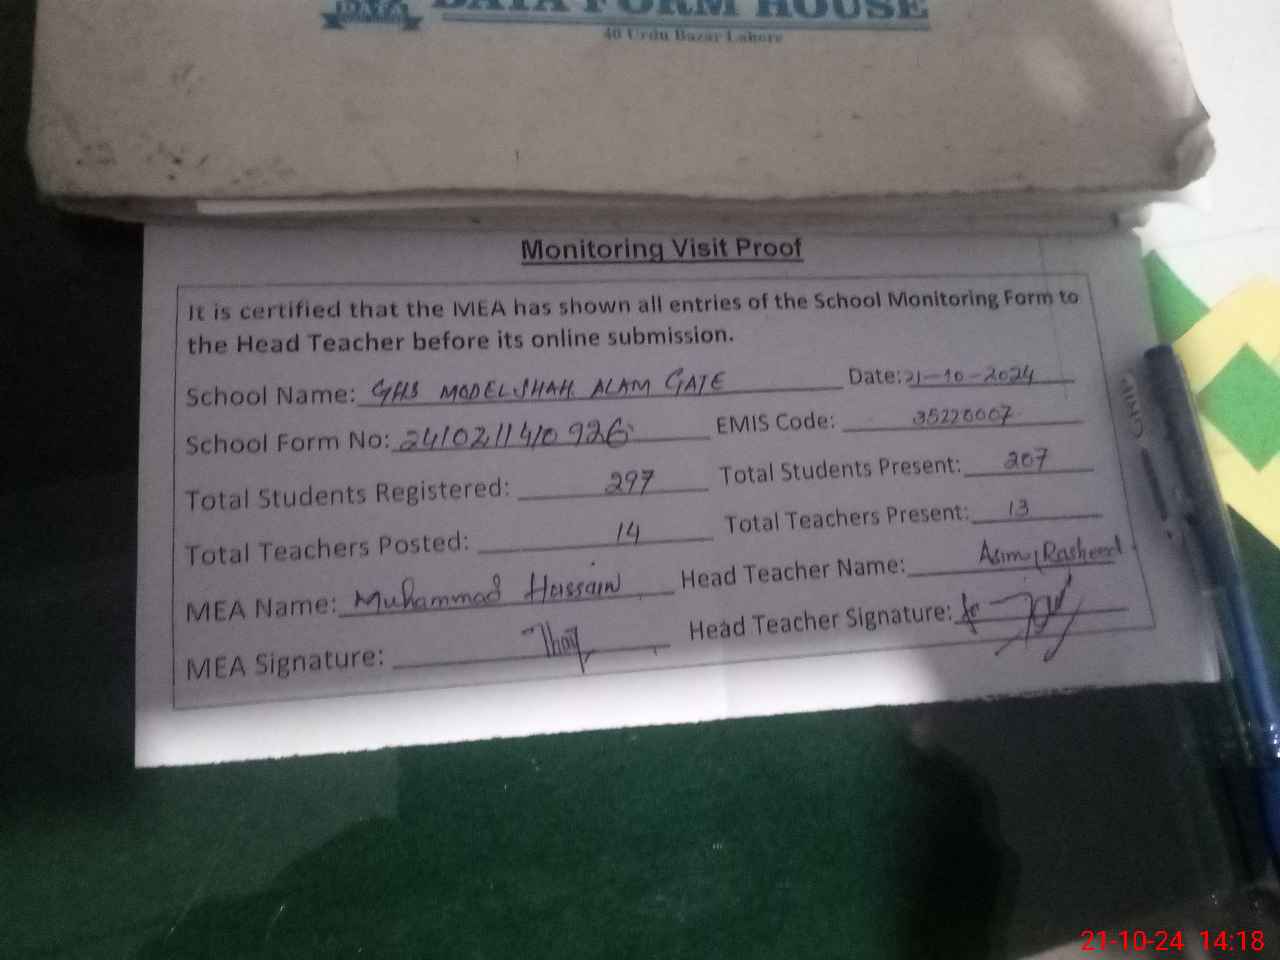 DATA FORM HOUSE
40 Urdu Bazar Lahore
Monitoring Visit Proof
It is certified that the MEA has shown all entries of the School Monitoring Form to
the Head Teacher before its online submission.
School Name: GHS MODEL SHAH ALAM GATE Date: 21-10-2024
School Form No: 2410211410926 EMIS Code: 35220007
Total Students Registered: 297 Total Students Present: 207
Total Teachers Posted: 14 Total Teachers Present: 13
MEA Name: Muhammad Hussain Head Teacher Name: Asim Rasheed
MEA Signature: Head Teacher Signature:
21-10-24 14:18